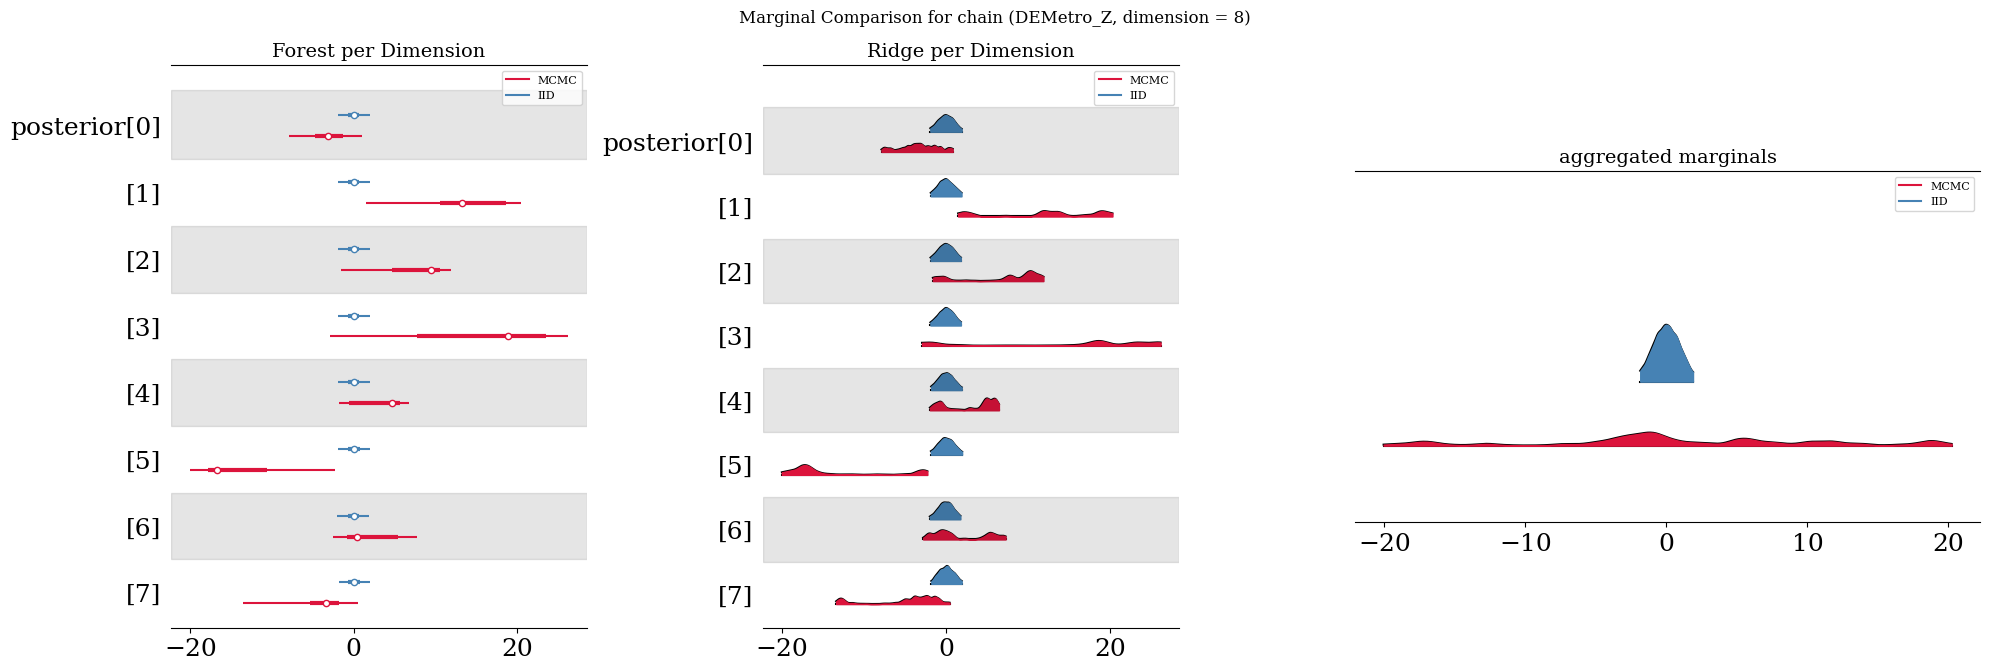 Marginal Comparison for chain (DEMetro_Z, dimension = 8)
Forest per Dimension
MCMC
IID
posterior[0]
[1]
[2]
[3]
[4]
[5]
[6]
[7]
−20 0 20
Ridge per Dimension
MCMC
IID
posterior[0]
[1]
[2]
[3]
[4]
[5]
[6]
[7]
−20 0 20
aggregated marginals
MCMC
IID
−20 −10 0 10 20